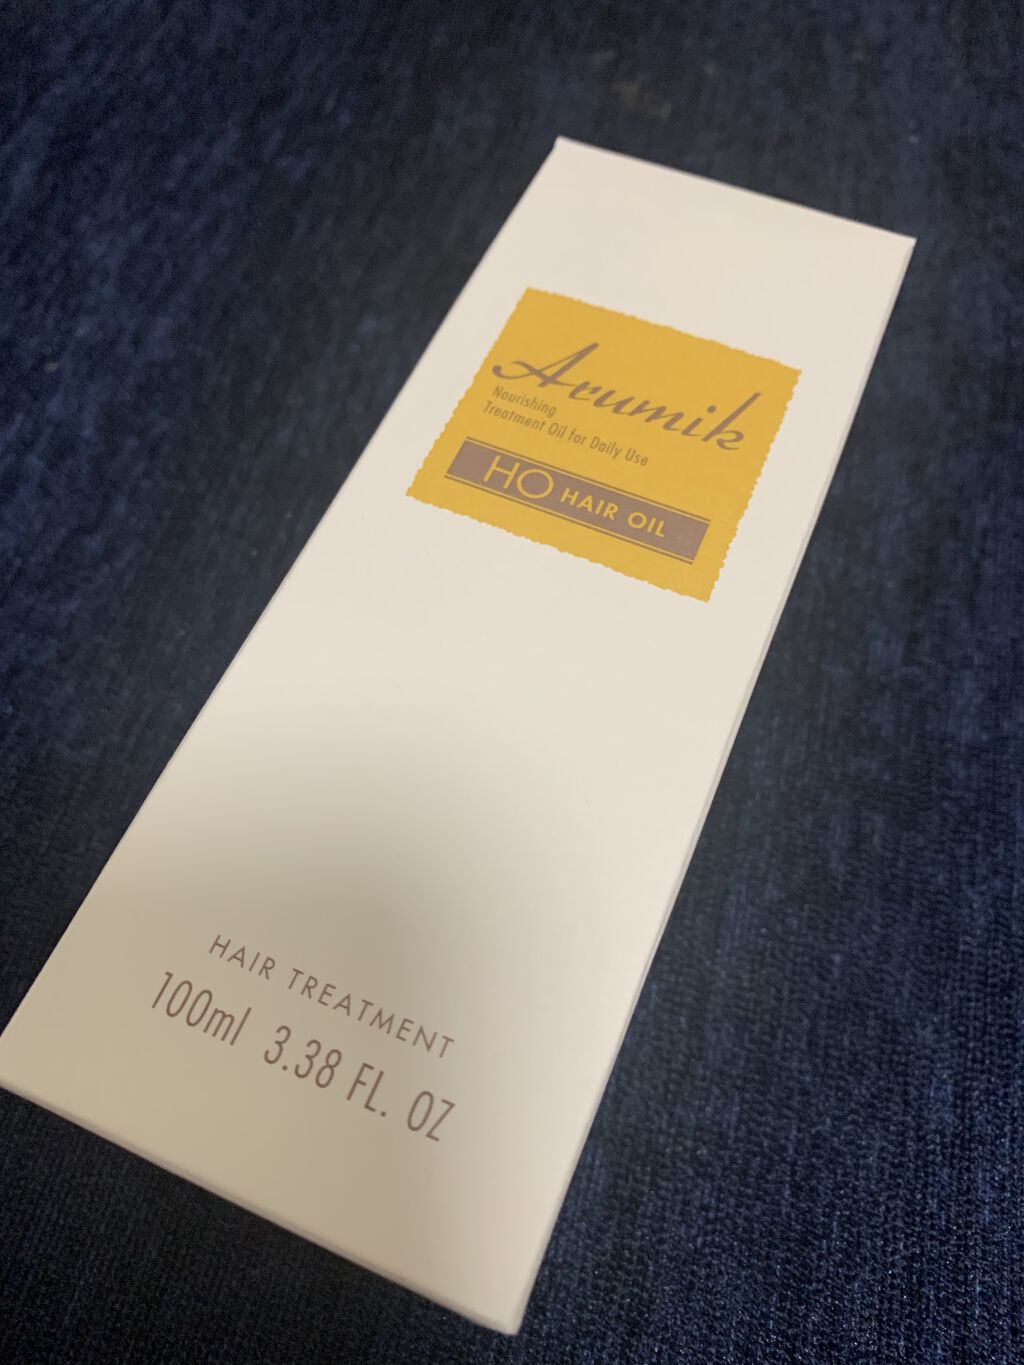 Arumik
Nourishing
Treatment Oil for Daily Use
HO HAIR OIL
HAIR TREATMENT
100ml 3.38 FL. OZ